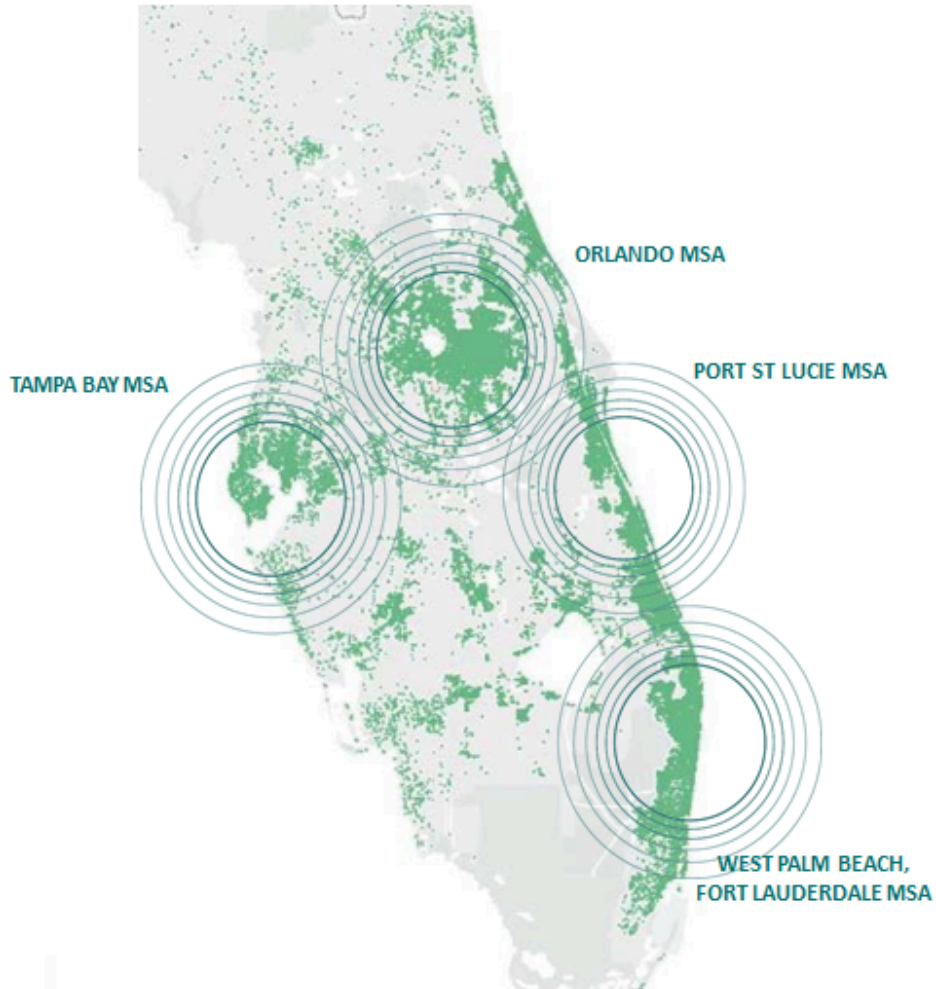 ORLANDO MSA
TAMPA BAY MSA
PORT ST LUCIE MSA
WEST PALM BEACH,
FORT LAUDERDALE MSA